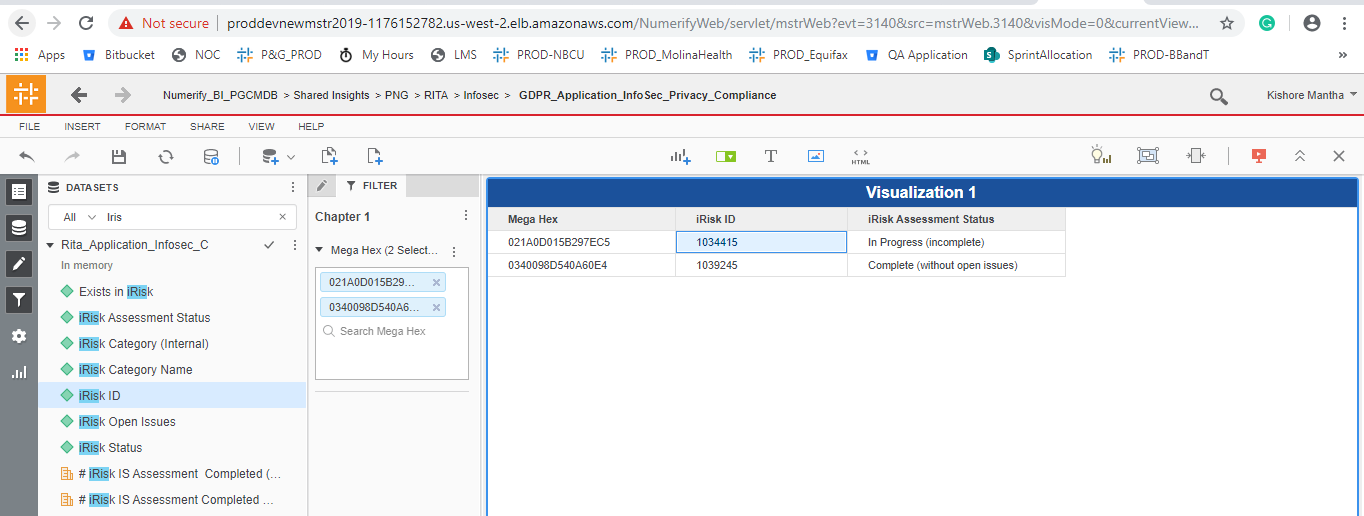 Not secure | proddevnewmstr2019-1176152782.us-west-2.elb.amazonaws.com/NumerifyWeb/servlet/mstrWeb?evt=3140&src=mstrWeb.3140&visMode=0&currentView...
Apps Bitbucket NOC P&G_PROD My Hours LMS PROD-NBCU PROD_MolinaHealth PROD_Equifax QA Application SprintAllocation PROD-BBandT »
Numerify_BI_PGCMDB > Shared Insights > PNG > RITA > Infosec > GDPR_Application_InfoSec_Privacy_Compliance Kishore Mantha
FILE INSERT FORMAT SHARE VIEW HELP
HTML
DATASETS
All Iris ×
Rita_Application_Infosec_C
In memory
Exists in iRisk
iRisk Assessment Status
iRisk Category (Internal)
iRisk Category Name
iRisk ID
iRisk Open Issues
iRisk Status
# iRisk IS Assessment Completed (...
# iRisk IS Assessment Completed ...
FILTER
Chapter 1
Mega Hex (2 Select...
021A0D015B29... ×
0340098D540A6... ×
Search Mega Hex
Visualization 1
Mega Hex iRisk ID iRisk Assessment Status
021A0D015B297EC5 1034415 In Progress (incomplete)
0340098D540A60E4 1039245 Complete (without open issues)